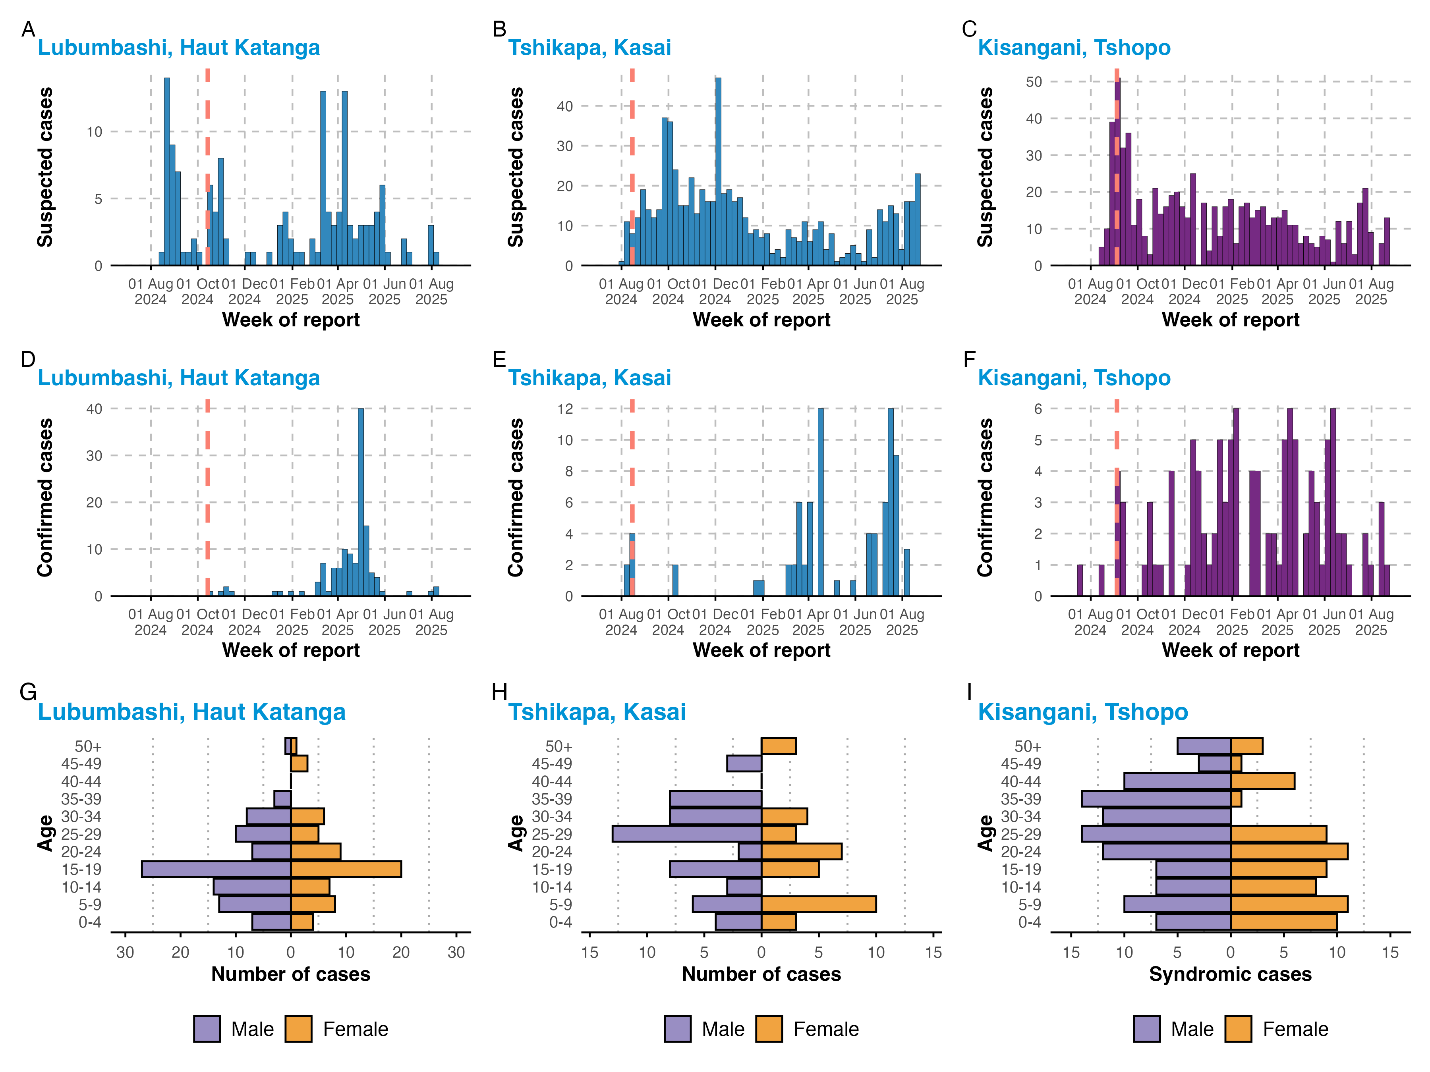 A
Lubumbashi, Haut Katanga
Suspected cases
10
5
0
01 Aug 01 Oct 01 Dec 01 Feb 01 Apr 01 Jun 01 Aug
2024 2024 2024 2025 2025 2025 2025
Week of report
B
Tshikapa, Kasai
Suspected cases
40
30
20
10
0
01 Aug 01 Oct 01 Dec 01 Feb 01 Apr 01 Jun 01 Aug
2024 2024 2024 2025 2025 2025 2025
Week of report
C
Kisangani, Tshopo
Suspected cases
50
40
30
20
10
0
01 Aug 01 Oct 01 Dec 01 Feb 01 Apr 01 Jun 01 Aug
2024 2024 2024 2025 2025 2025 2025
Week of report
D
Lubumbashi, Haut Katanga
Confirmed cases
40
30
20
10
0
01 Aug 01 Oct 01 Dec 01 Feb 01 Apr 01 Jun 01 Aug
2024 2024 2024 2025 2025 2025 2025
Week of report
E
Tshikapa, Kasai
Confirmed cases
12
10
8
6
4
2
0
01 Aug 01 Oct 01 Dec 01 Feb 01 Apr 01 Jun 01 Aug
2024 2024 2024 2025 2025 2025 2025
Week of report
F
Kisangani, Tshopo
Confirmed cases
6
5
4
3
2
1
0
01 Aug 01 Oct 01 Dec 01 Feb 01 Apr 01 Jun 01 Aug
2024 2024 2024 2025 2025 2025 2025
Week of report
G
Lubumbashi, Haut Katanga
Age
50+
45-49
40-44
35-39
30-34
25-29
20-24
15-19
10-14
5-9
0-4
30 20 10 0 10 20 30
Number of cases
Male Female
H
Tshikapa, Kasai
Age
50+
45-49
40-44
35-39
30-34
25-29
20-24
15-19
10-14
5-9
0-4
15 10 5 0 5 10 15
Number of cases
Male Female
I
Kisangani, Tshopo
Age
50+
45-49
40-44
35-39
30-34
25-29
20-24
15-19
10-14
5-9
0-4
15 10 5 0 5 10 15
Syndromic cases
Male Female